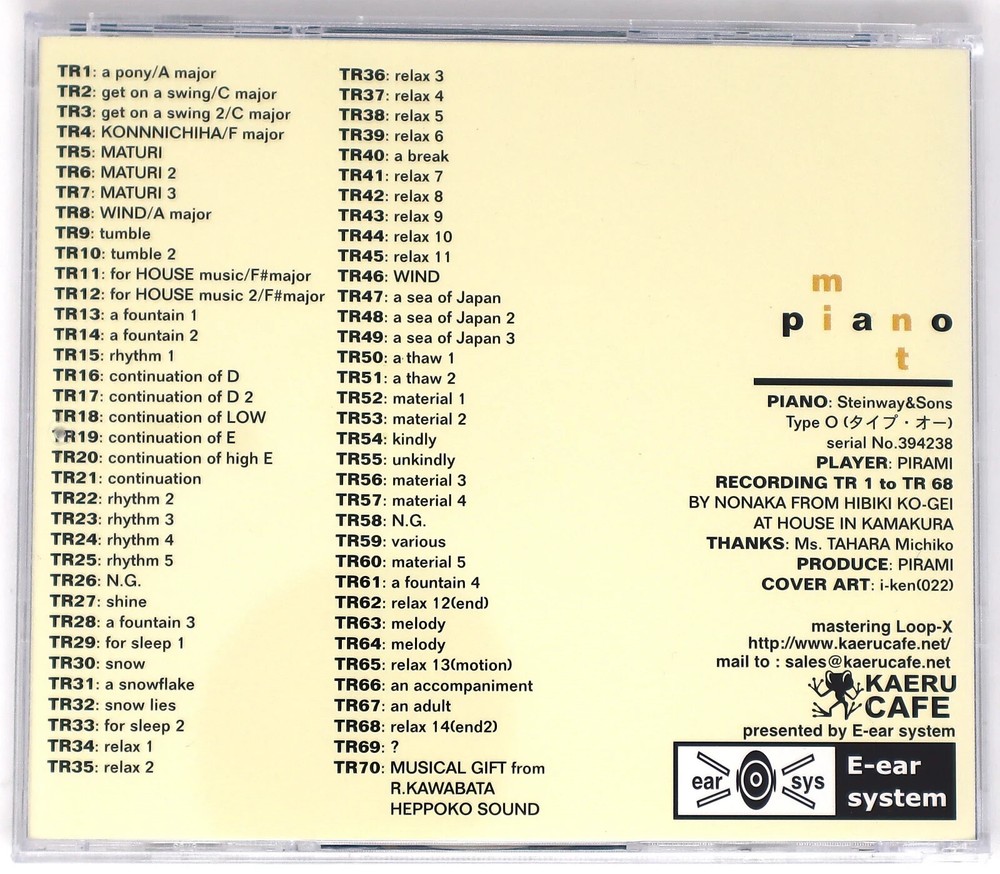 TR1: a pony/A major
TR2: get on a swing/C major
TR3: get on a swing 2/C major
TR4: KONNNICHIHA/F major
TR5: MATURI
TR6: MATURI 2
TR7: MATURI 3
TR8: WIND/A major
TR9: tumble
TR10: tumble 2
TR11: for HOUSE music/F#major
TR12: for HOUSE music 2/F#major
TR13: a fountain 1
TR14: a fountain 2
TR15: rhythm 1
TR16: continuation of D
TR17: continuation of D 2
TR18: continuation of LOW
TR19: continuation of E
TR20: continuation of high E
TR21: continuation
TR22: rhythm 2
TR23: rhythm 3
TR24: rhythm 4
TR25: rhythm 5
TR26: N.G.
TR27: shine
TR28: a fountain 3
TR29: for sleep 1
TR30: snow
TR31: a snowflake
TR32: snow lies
TR33: for sleep 2
TR34: relax 1
TR35: relax 2
TR36: relax 3
TR37: relax 4
TR38: relax 5
TR39: relax 6
TR40: a break
TR41: relax 7
TR42: relax 8
TR43: relax 9
TR44: relax 10
TR45: relax 11
TR46: WIND
TR47: a sea of Japan
TR48: a sea of Japan 2
TR49: a sea of Japan 3
TR50: a thaw 1
TR51: a thaw 2
TR52: material 1
TR53: material 2
TR54: kindly
TR55: unkindly
TR56: material 3
TR57: material 4
TR58: N.G.
TR59: various
TR60: material 5
TR61: a fountain 4
TR62: relax 12(end)
TR63: melody
TR64: melody
TR65: relax 13(motion)
TR66: an accompaniment
TR67: an adult
TR68: relax 14(end2)
TR69: ?
TR70: MUSICAL GIFT from
R.KAWABATA
HEPPOKO SOUND
m
piano
t
PIANO: Steinway&Sons
Type O (タイプ・オー)
serial No.394238
PLAYER: PIRAMI
RECORDING TR 1 to TR 68
BY NONAKA FROM HIBIKI KO-GEI
AT HOUSE IN KAMAKURA
THANKS: Ms. TAHARA Michiko
PRODUCE: PIRAMI
COVER ART: i-ken(022)
mastering Loop-X
http://www.kaerucafe.net/
mail to : sales@kaerucafe.net
KAERU
CAFE
presented by E-ear system
ear sys
E-ear
system